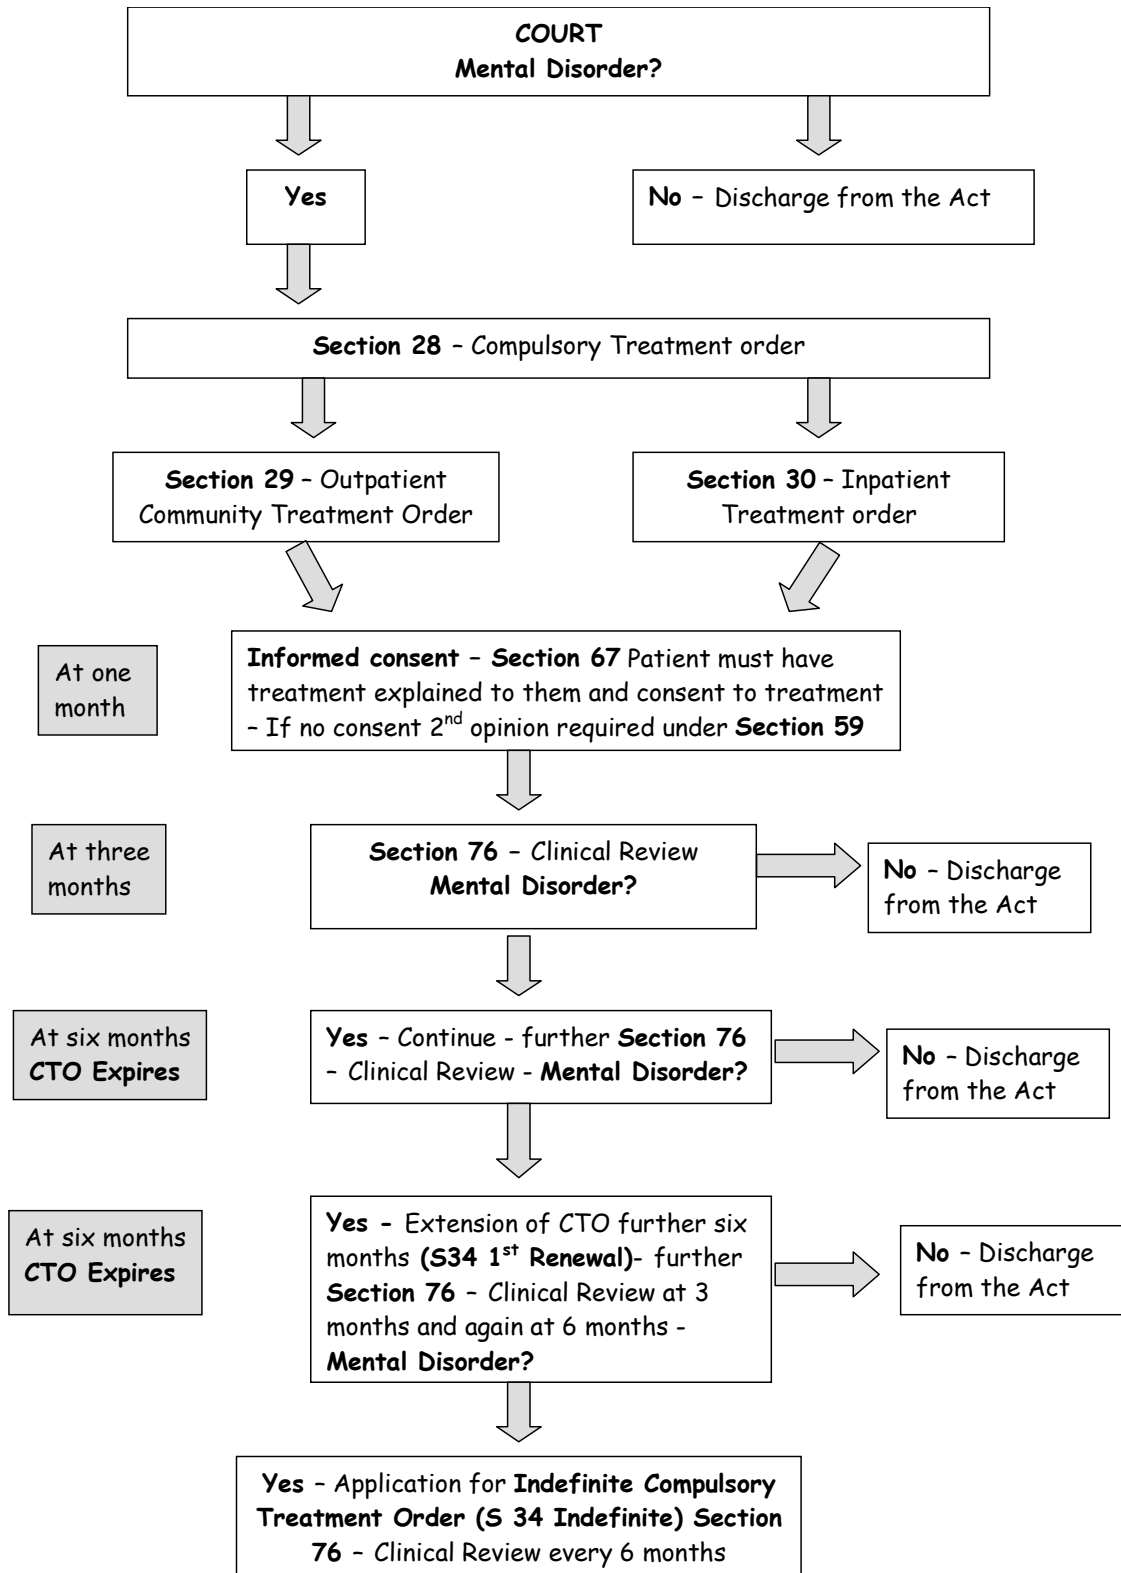 COURT
Mental Disorder?
Yes
No – Discharge from the Act
Section 28 – Compulsory Treatment order
Section 29 – Outpatient
Community Treatment Order
Section 30 – Inpatient
Treatment order
At one
month
Informed consent – Section 67 Patient must have
treatment explained to them and consent to treatment
– If no consent 2nd opinion required under Section 59
At three
months
Section 76 – Clinical Review
Mental Disorder?
No – Discharge
from the Act
At six months
CTO Expires
Yes – Continue - further Section 76
– Clinical Review - Mental Disorder?
No – Discharge
from the Act
At six months
CTO Expires
Yes – Extension of CTO further six
months (S34 1st Renewal)- further
Section 76 – Clinical Review at 3
months and again at 6 months -
Mental Disorder?
No – Discharge
from the Act
Yes – Application for Indefinite Compulsory
Treatment Order (S 34 Indefinite) Section
76 – Clinical Review every 6 months